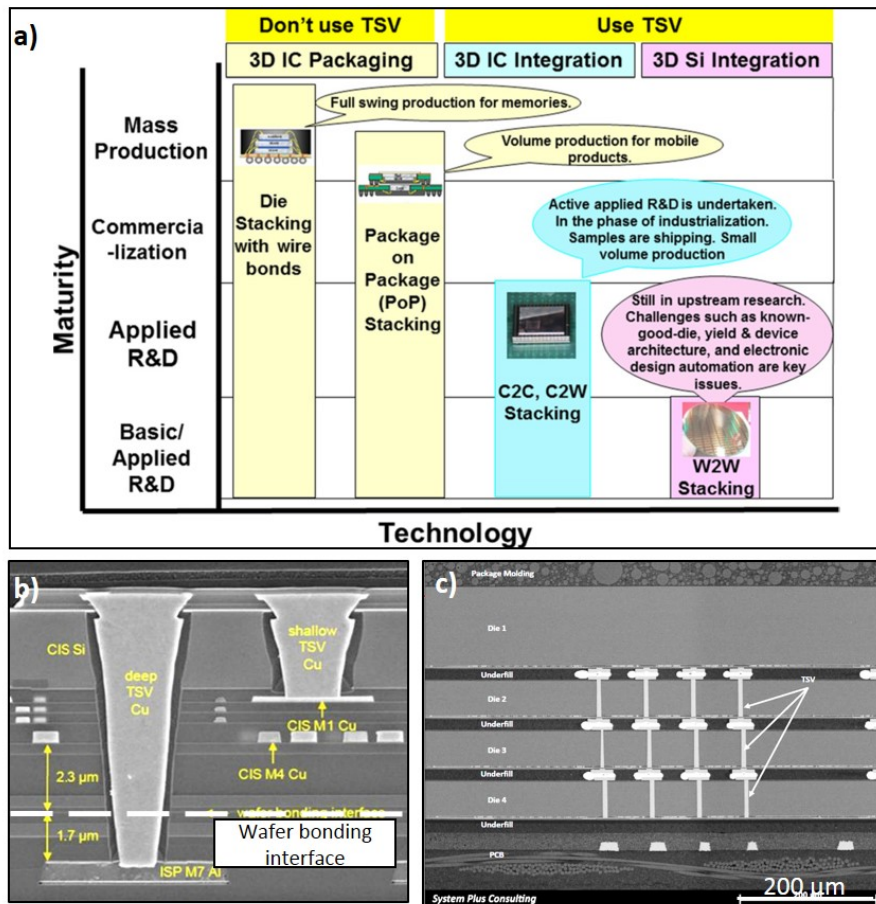 a)
Don't use TSV
Use TSV
3D IC Packaging
3D IC Integration
3D Si Integration
Maturity
Mass
Production
Commercia
-lization
Applied
R&D
Basic/
Applied
R&D
Full swing production for memories.
Die
Stacking
with wire
bonds
Volume production for mobile
products.
Package
on
Package
(PoP)
Stacking
Active applied R&D is undertaken.
In the phase of industrialization.
Samples are shipping. Small
volume production
C2C, C2W
Stacking
Still in upstream research.
Challenges such as known-
good-die, yield & device
architecture, and electronic
design automation are key
issues.
W2W
Stacking
Technology
b)
CIS Si
deep
TSV
Cu
shallow
TSV
Cu
CIS M1 Cu
CIS M4 Cu
2.3 µm
wafer bonding interface
1.7 µm
Wafer bonding
interface
ISP M7 Al
c)
Package Molding
Die 1
Underfill
TSV
Die 2
Underfill
Die 3
Underfill
Die 4
Underfill
PCB
System Plus Consulting
200 µm